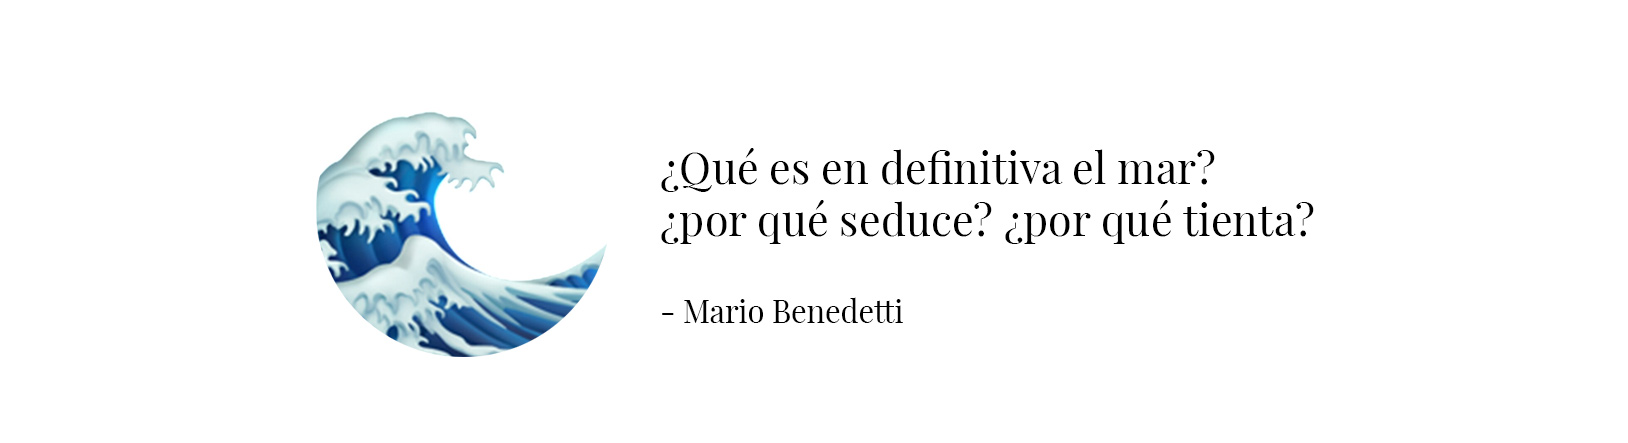 ¿Qué es en definitiva el mar?
¿por qué seduce? ¿por qué tienta?
- Mario Benedetti